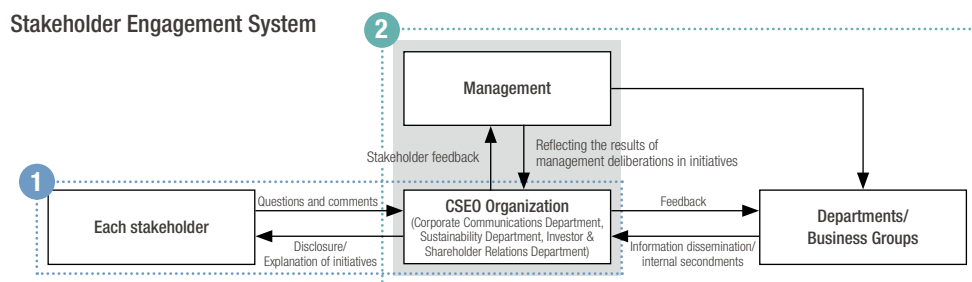 Stakeholder Engagement System
2
Management
Stakeholder feedback
Reflecting the results of
management deliberations in initiatives
1
Each stakeholder
Questions and comments
Disclosure/
Explanation of initiatives
CSEO Organization
(Corporate Communications Department,
Sustainability Department, Investor &
Shareholder Relations Department)
Feedback
Information dissemination/
internal secondments
Departments/
Business Groups